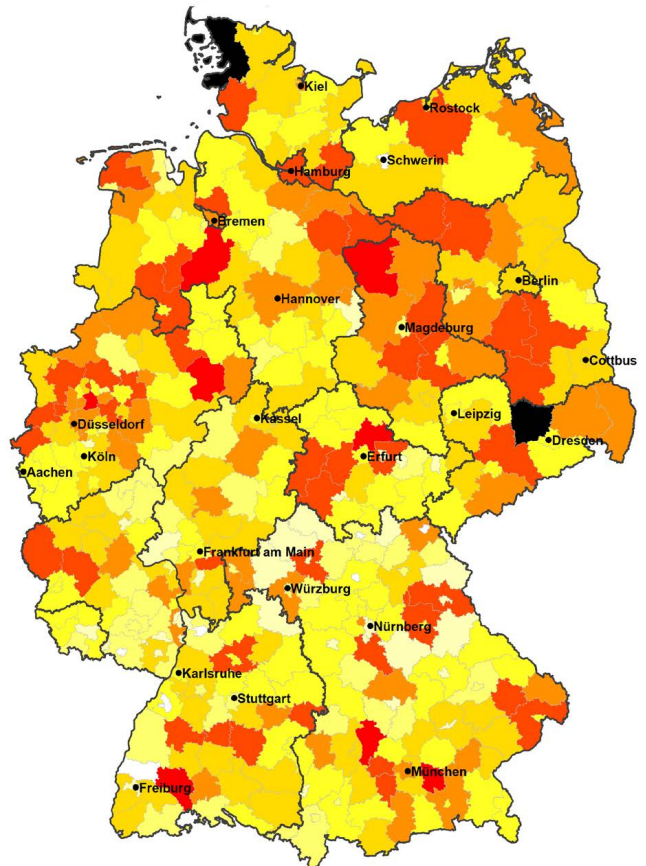 Kiel
Rostock
Schwerin
Hamburg
Bremen
Berlin
Hannover
Magdeburg
Cottbus
Kassel
Leipzig
Düsseldorf
Dresden
Köln
Erfurt
Aachen
Frankfurt am Main
Würzburg
Nürnberg
Karlsruhe
Stuttgart
München
Freiburg